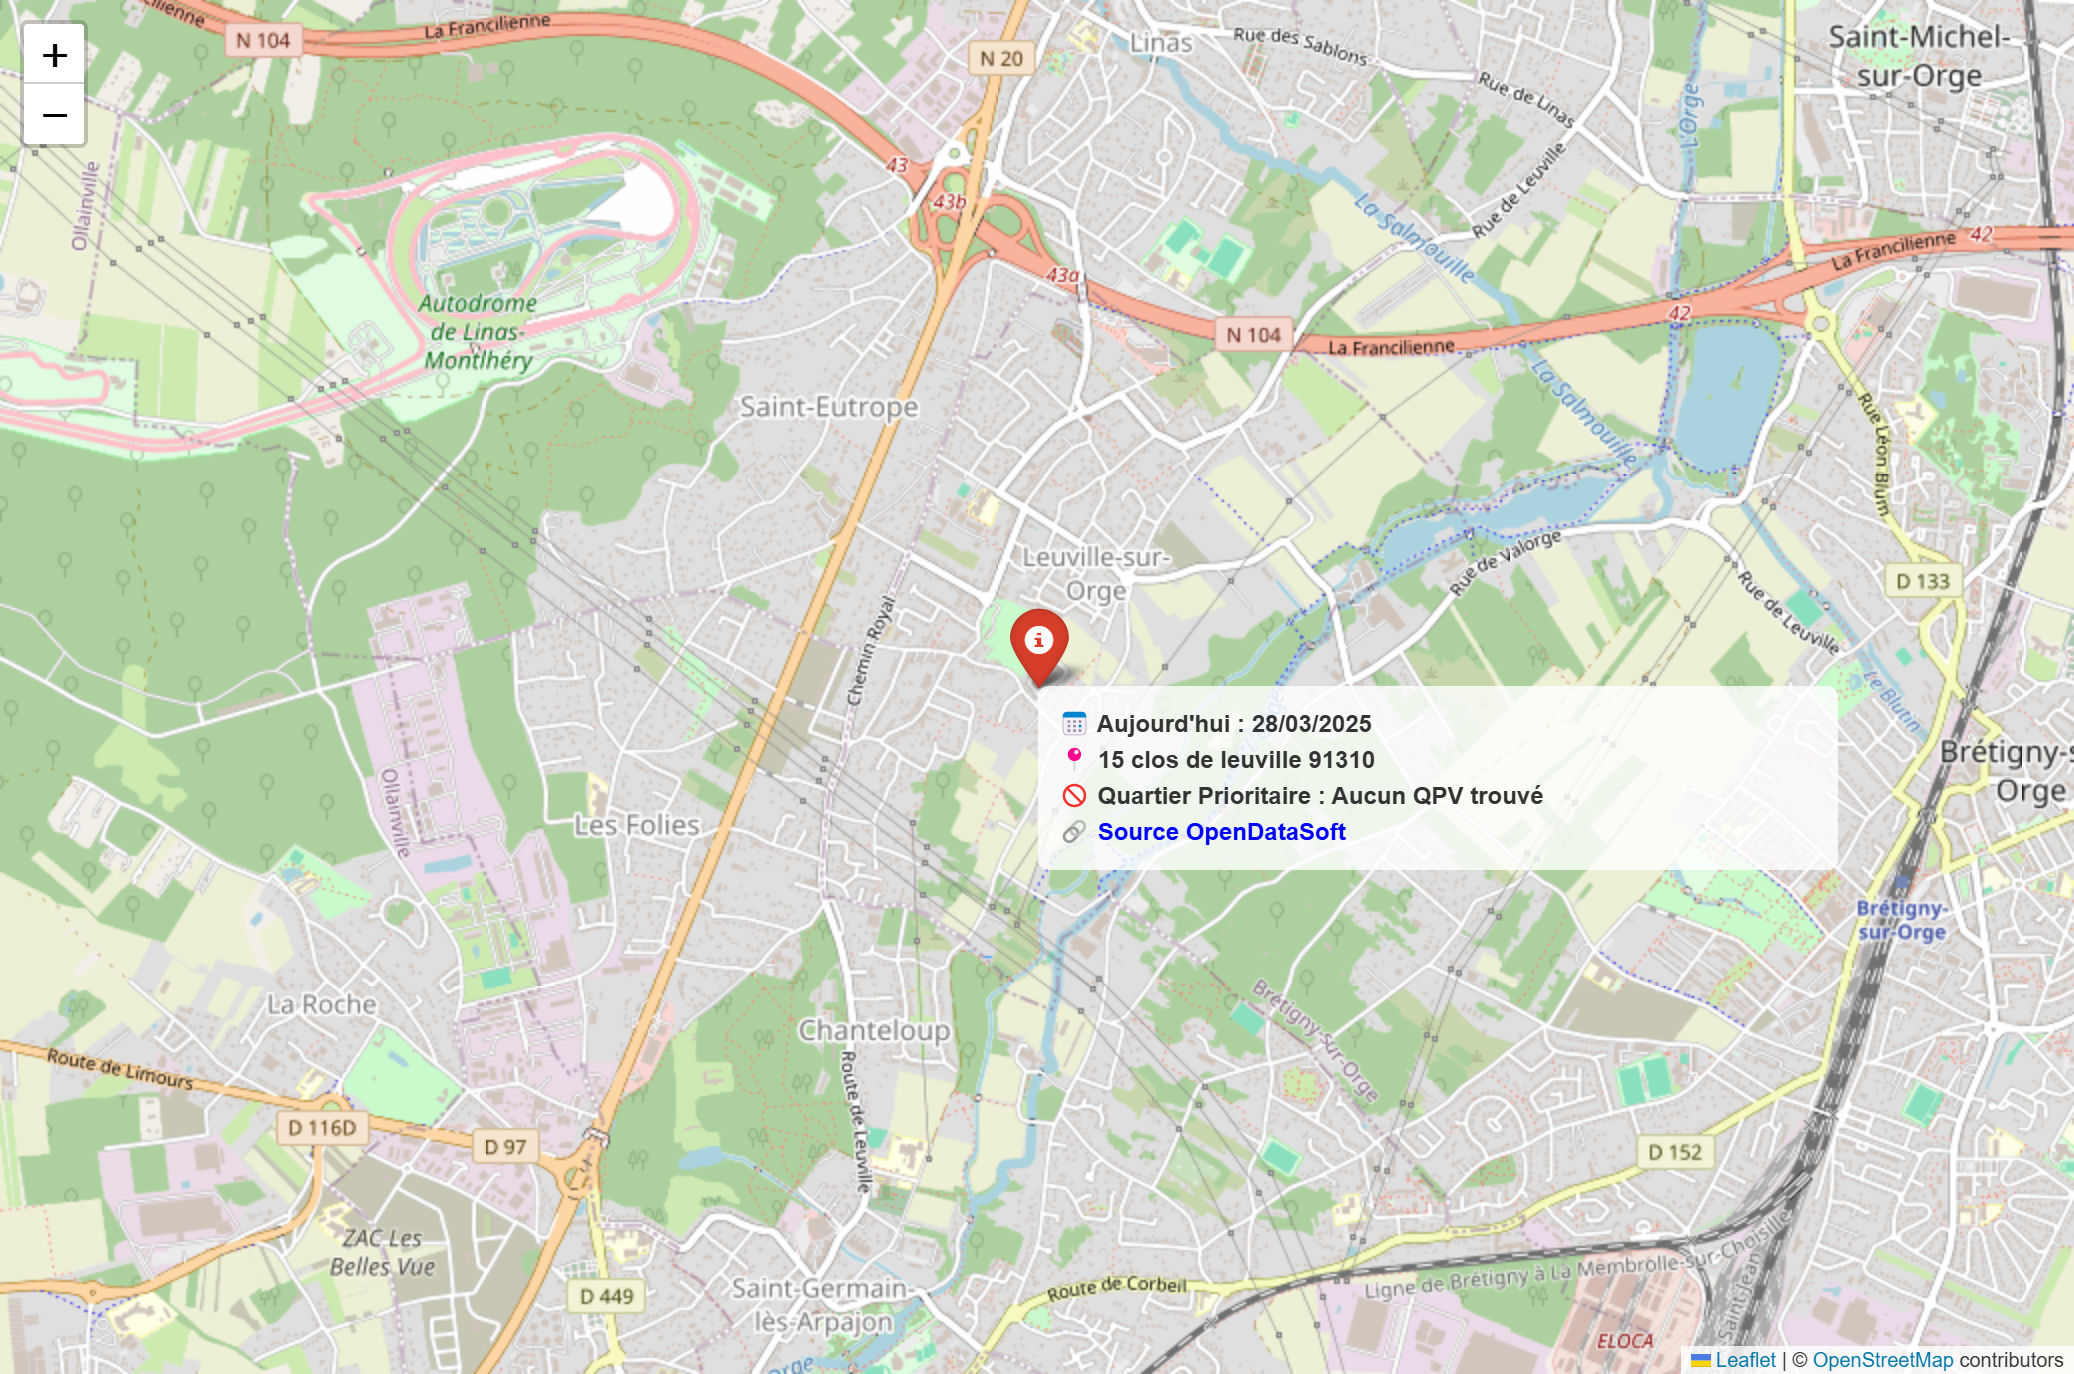 +
−
cilienne
N 104
La Francilienne
N 20
Linas
Rue des Sablons
Rue de Linas
L'Orge
Saint-Michel-
sur-Orge
Ollainville
43
43b
43a
La Salmouille
Rue de Leuville
La Francilienne
42
Autodrome
de Linas-
Montlhéry
N 104
La Francilienne
42
Saint-Eutrope
La Salmouille
Rue Léon Blum
Leuville-sur-
Orge
Rue de Valorge
D 133
Chemin Royal
Rue de Leuville
Le Blutin
Aujourd'hui : 28/03/2025
15 clos de leuville 91310
Quartier Prioritaire : Aucun QPV trouvé
Source OpenDataSoft
Brétigny-s
Orge
Ollainville
Les Folies
Brétigny-
sur-Orge
La Roche
Chanteloup
Brétigny-sur-Orge
Route de Limours
Route de Leuville
D 116D
D 97
D 152
ZAC Les
Belles Vue
D 449
Saint-Germain-
lès-Arpajon
Route de Corbeil
Ligne de Brétigny à La Membrolle-sur-Choisille
Saint-Jean
Orge
ELOCA
Leaflet | © OpenStreetMap contributors